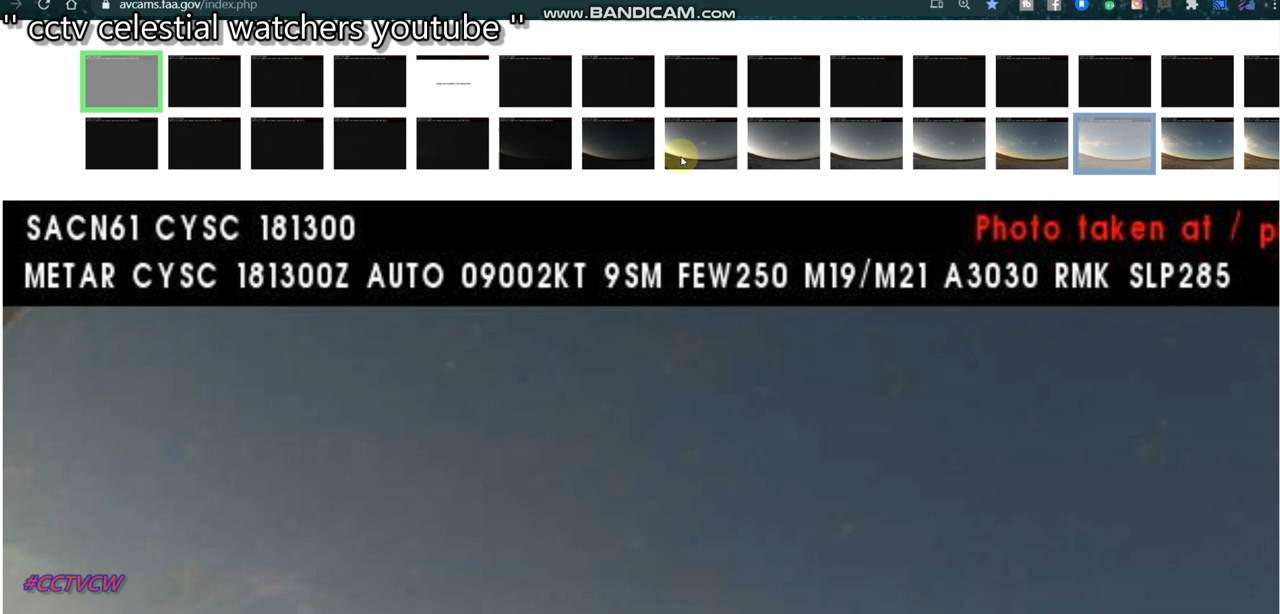 avcams.faa.gov/index.php
www.BANDICAM.com
" cctv celestial watchers youtube "
SACN61 CYSC 181300
Photo taken at / p
METAR CYSC 181300Z AUTO 09002KT 9SM FEW250 M19/M21 A3030 RMK SLP285
#CCTVCW